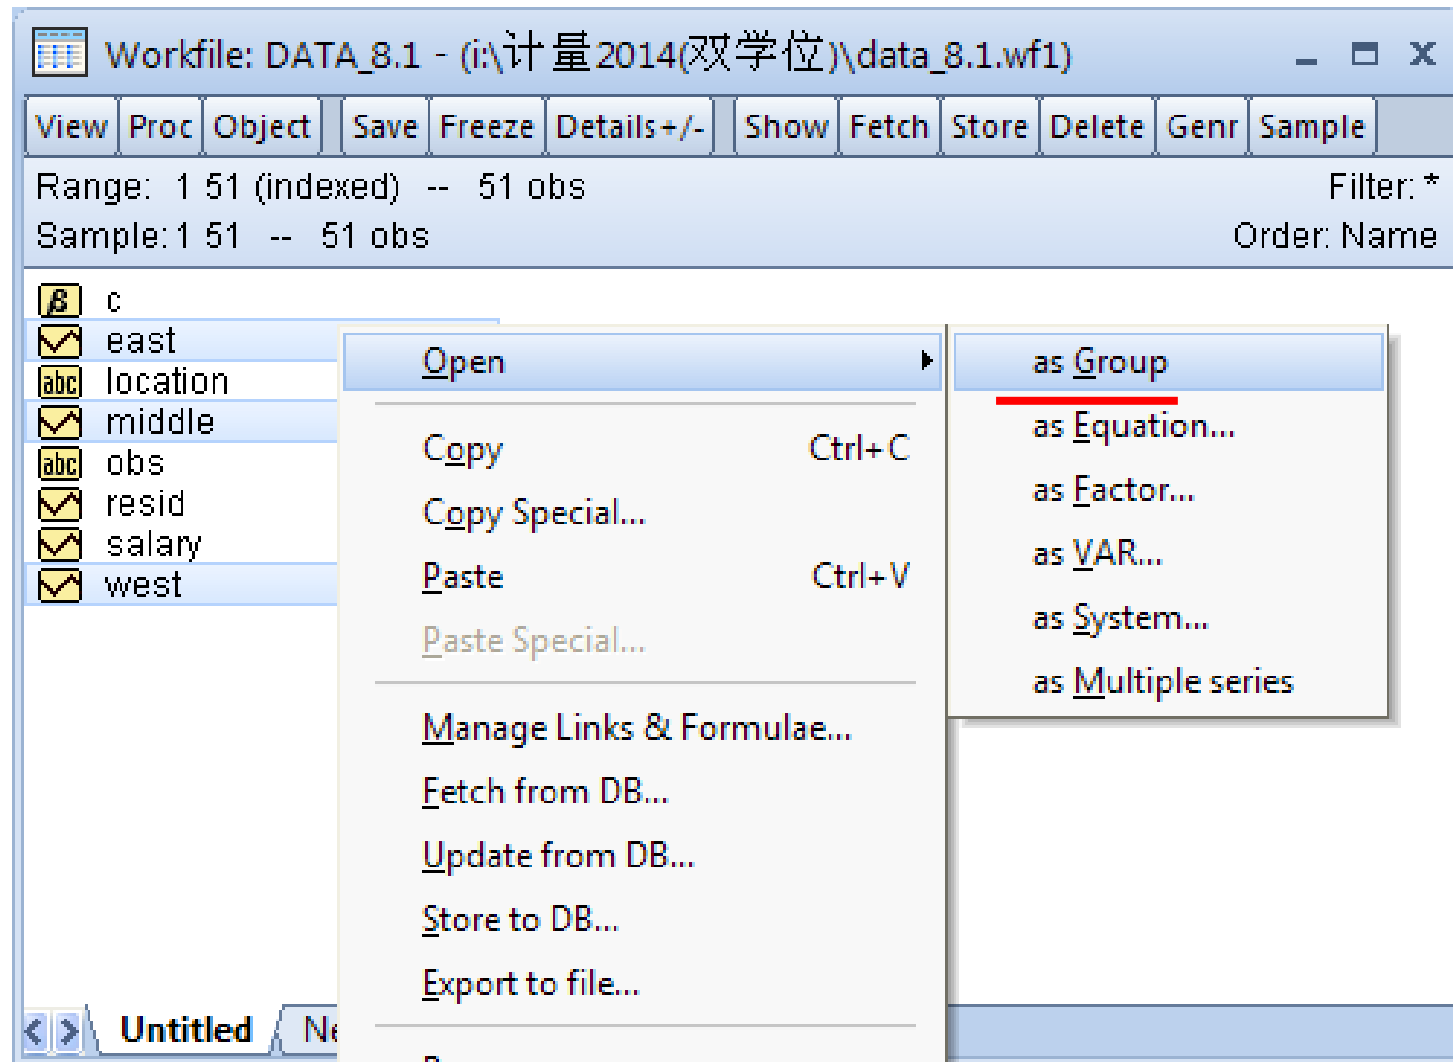 Workfile: DATA_8.1 - (i:\计量2014(双学位)\data_8.1.wf1)
View Proc Object Save Freeze Details+/- Show Fetch Store Delete Genr Sample
Range: 1 51 (indexed) -- 51 obs Filter: *
Sample: 1 51 -- 51 obs Order: Name
β c
east
abc location
middle
abc obs
resid
salary
west
Open
Copy Ctrl+C
Copy Special...
Paste Ctrl+V
Paste Special...
Manage Links & Formulae...
Fetch from DB...
Update from DB...
Store to DB...
Export to file...
as Group
as Equation...
as Factor...
as VAR...
as System...
as Multiple series
Untitled